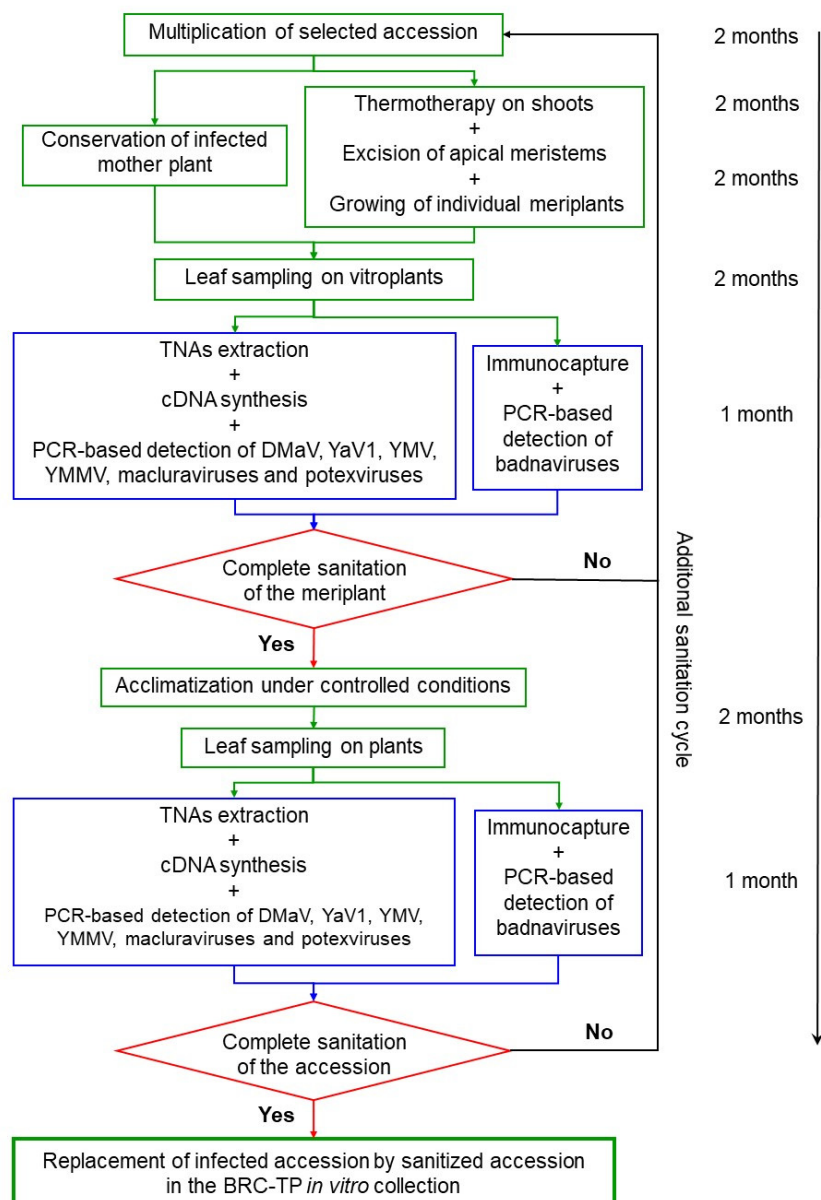 Multiplication of selected accession
2 months
Thermotherapy on shoots
+
Excision of apical meristems
+
Growing of individual meriplants
2 months
2 months
Conservation of infected
mother plant
Leaf sampling on vitroplants
2 months
TNAs extraction
+
cDNA synthesis
+
PCR-based detection of DMaV, YaV1, YMV,
YMMV, macluraviruses and potexviruses
Immunocapture
+
PCR-based
detection of
badnaviruses
1 month
Complete sanitation
of the meriplant
No
Yes
Additonal sanitation cycle
Acclimatization under controlled conditions
2 months
Leaf sampling on plants
TNAs extraction
+
cDNA synthesis
+
PCR-based detection of DMaV, YaV1, YMV,
YMMV, macluraviruses and potexviruses
Immunocapture
+
PCR-based
detection of
badnaviruses
1 month
Complete sanitation
of the accession
No
Yes
Replacement of infected accession by sanitized accession
in the BRC-TP in vitro collection